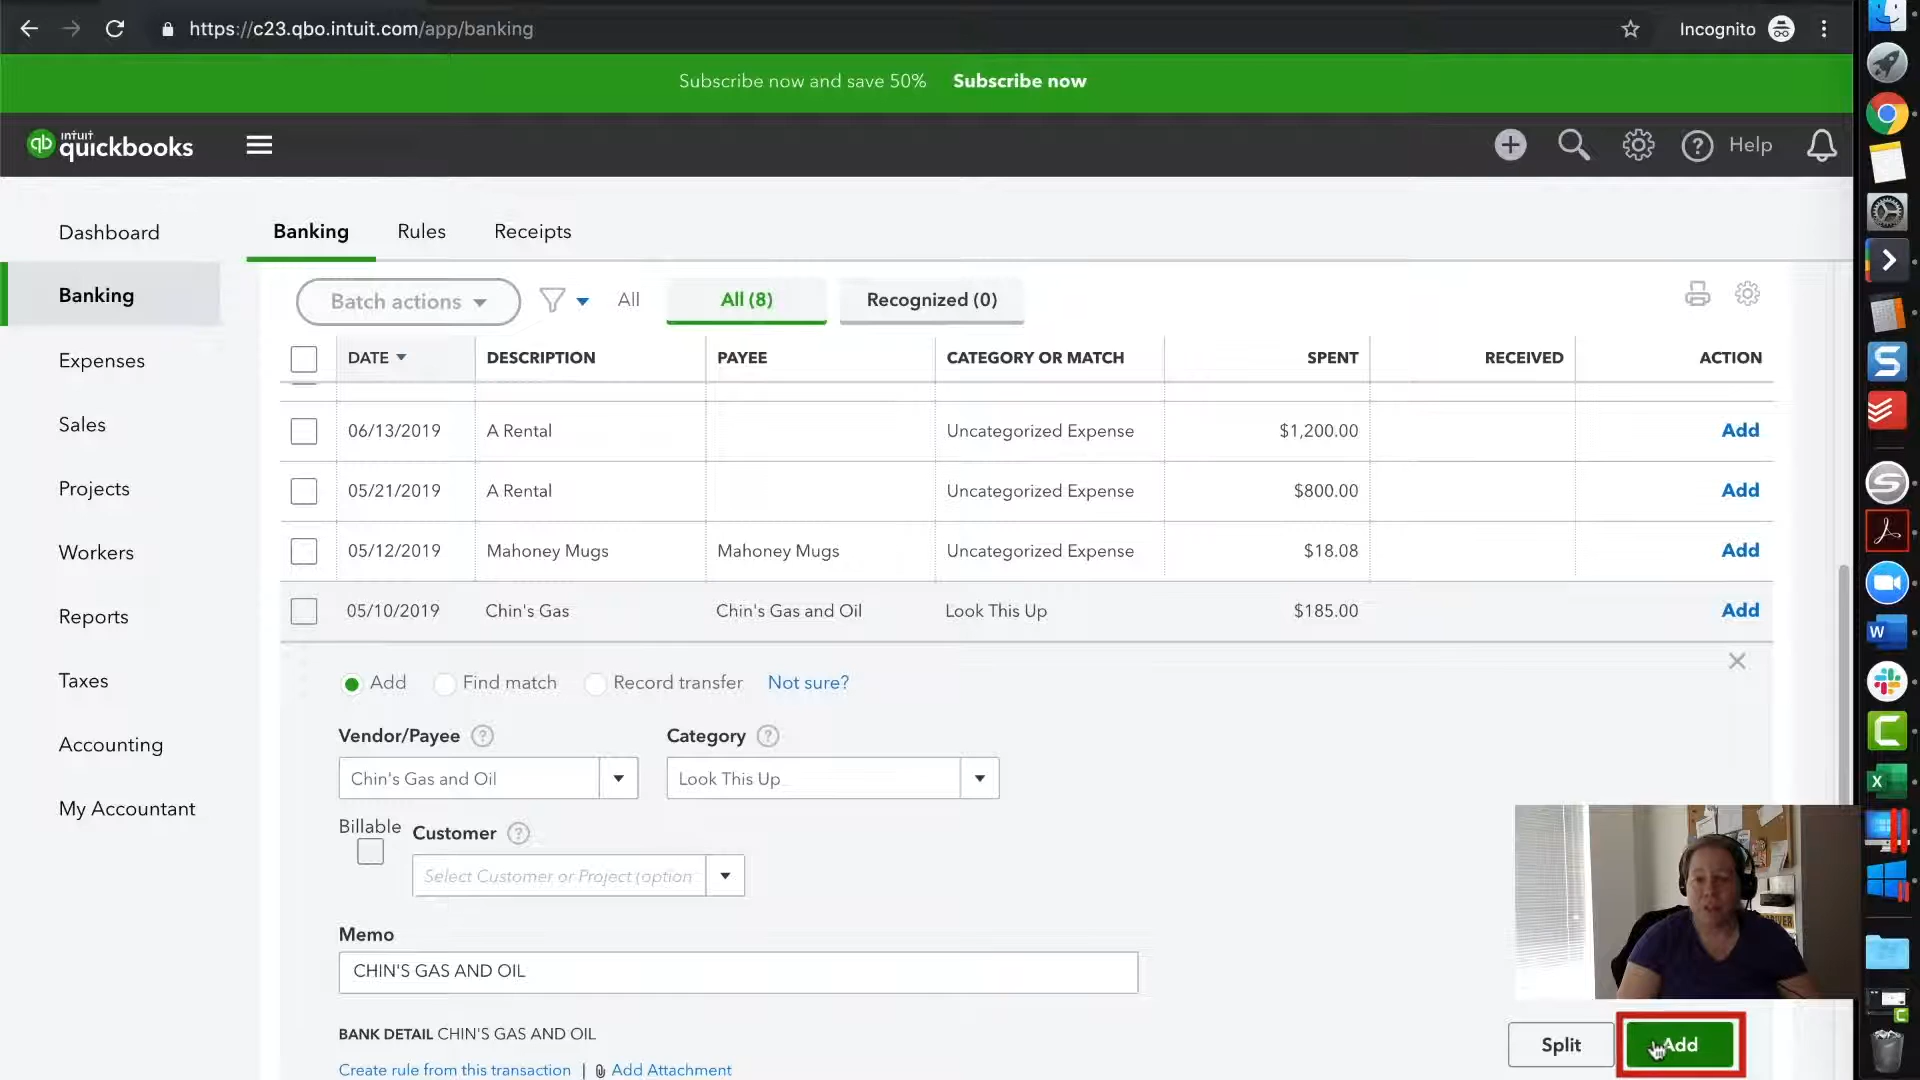 https://c23.qbo.intuit.com/app/banking
Incognito
Subscribe now and save 50% Subscribe now
qb intuit quickbooks
Help
Dashboard
Banking
Expenses
Sales
Projects
Workers
Reports
Taxes
Accounting
My Accountant
Banking Rules Receipts
Batch actions All All (8) Recognized (0)
DATE DESCRIPTION PAYEE CATEGORY OR MATCH SPENT RECEIVED ACTION
06/13/2019 A Rental Uncategorized Expense $1,200.00 Add
05/21/2019 A Rental Uncategorized Expense $800.00 Add
05/12/2019 Mahoney Mugs Mahoney Mugs Uncategorized Expense $18.08 Add
05/10/2019 Chin's Gas Chin's Gas and Oil Look This Up $185.00 Add
Add Find match Record transfer Not sure?
Vendor/Payee ? Category ?
Chin's Gas and Oil Look This Up
Billable Customer ?
Select Customer or Project (option
Memo
CHIN'S GAS AND OIL
BANK DETAIL CHIN'S GAS AND OIL
Split Add
Create rule from this transaction | Add Attachment